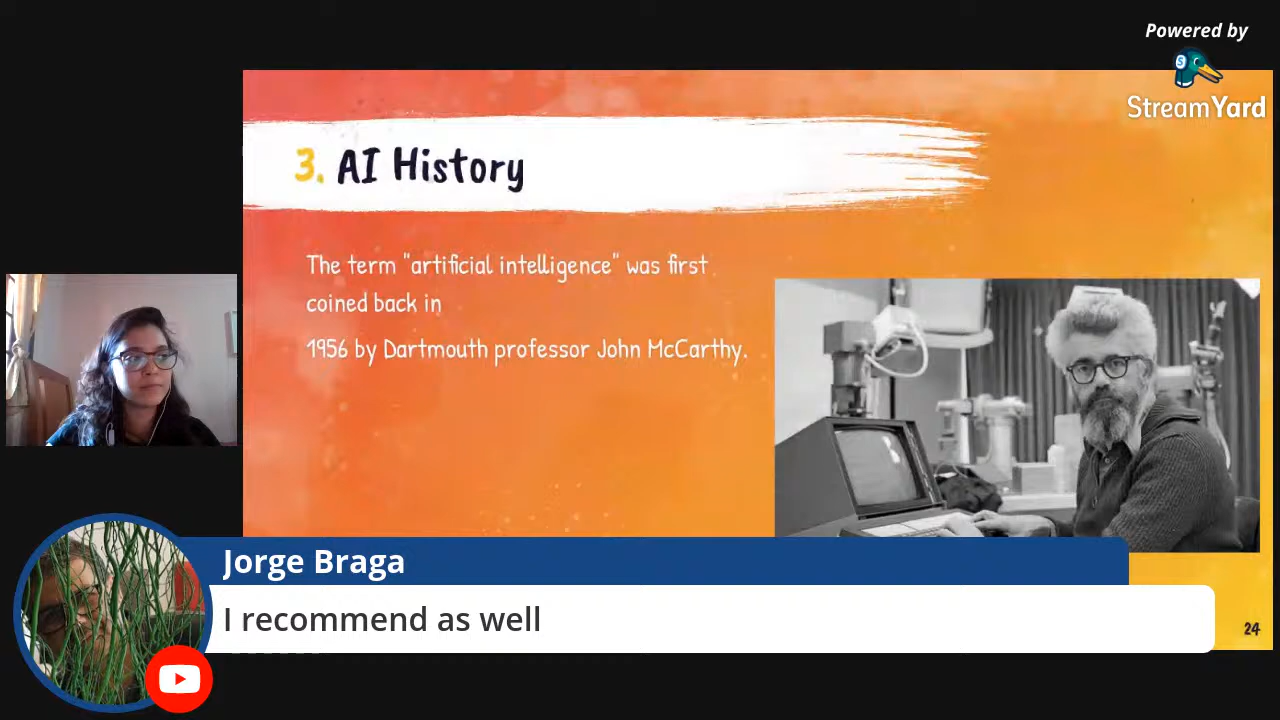 Powered by
StreamYard
3. AI History
The term "artificial intelligence" was first
coined back in
1956 by Dartmouth professor John McCarthy.
Jorge Braga
I recommend as well
24